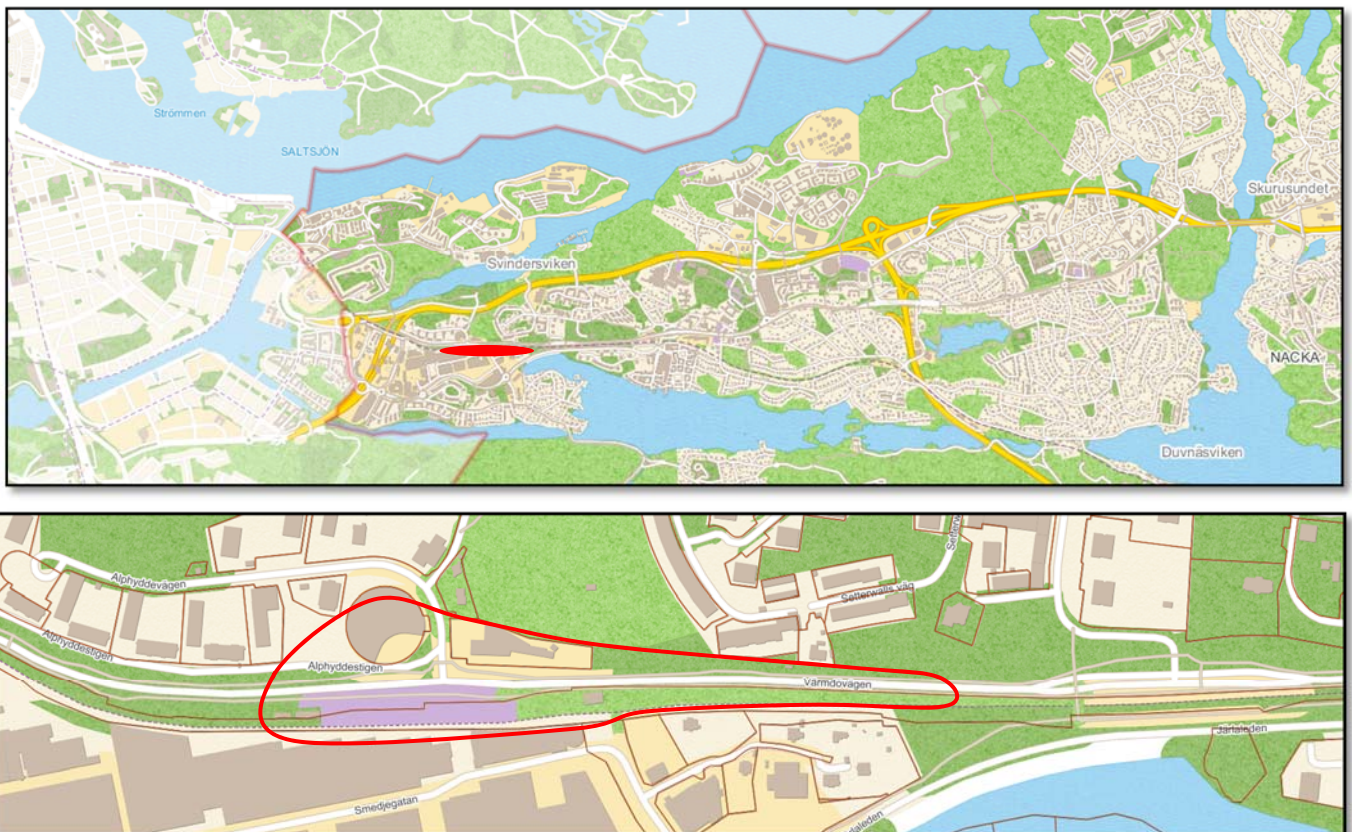 Strömmen
SALTSJÖN
Skurusundet
Svindersviken
NACKA
Duvnäsviken
Alphyddevägen
Setterwalls väg
Alphyddestigen
Alphyddestigen
Värmdövägen
Järlaleden
Smedjegatan